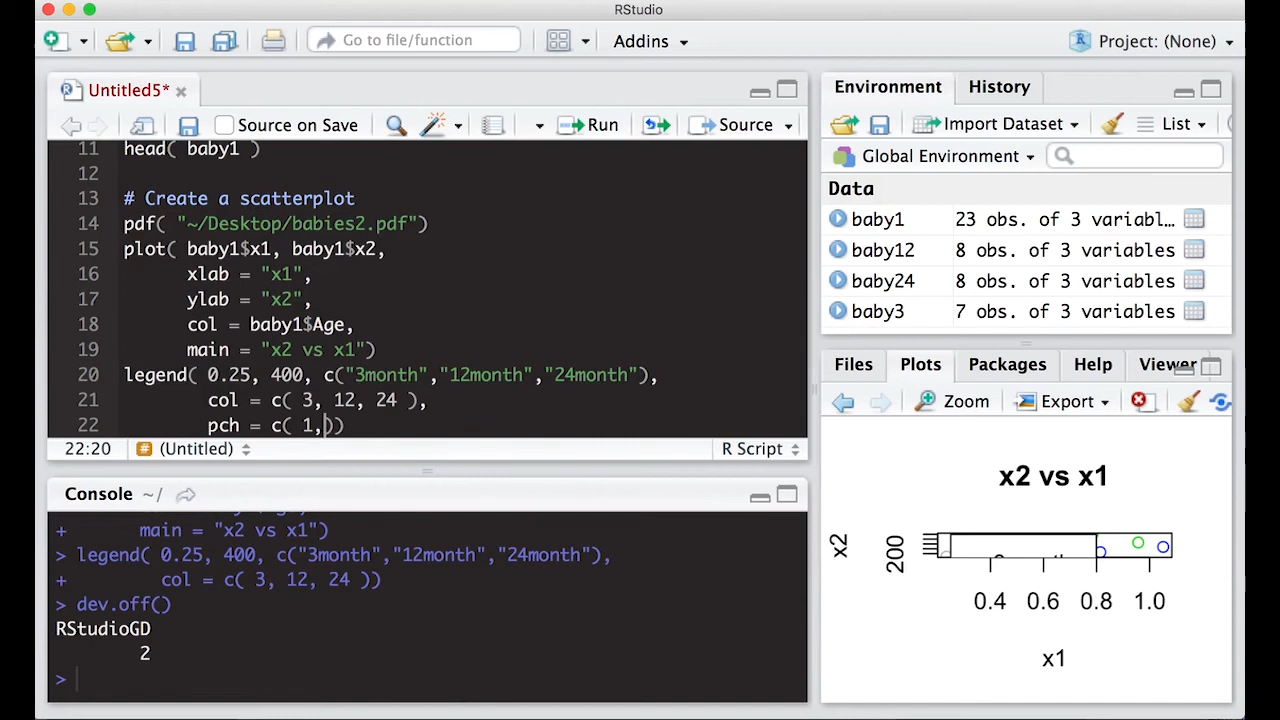 RStudio
Go to file/function
Addins
Project: (None)
Untitled5*
Source on Save
Run
Source
11 head( baby1 )
12
13 # Create a scatterplot
14 pdf( "~/Desktop/babies2.pdf")
15 plot( baby1$x1, baby1$x2,
16 xlab = "x1",
17 ylab = "x2",
18 col = baby1$Age,
19 main = "x2 vs x1")
20 legend( 0.25, 400, c("3month","12month","24month"),
21 col = c( 3, 12, 24 ),
22 pch = c( 1,))
22:20 # (Untitled) R Script
Console ~/
+ main = "x2 vs x1")
> legend( 0.25, 400, c("3month","12month","24month"),
+ col = c( 3, 12, 24 ))
> dev.off()
RStudioGD
2
>
Environment History
Import Dataset List
Global Environment
Data
baby1 23 obs. of 3 variabl…
baby12 8 obs. of 3 variables
baby24 8 obs. of 3 variables
baby3 7 obs. of 3 variables
Files Plots Packages Help Viewer
Zoom Export
x2 vs x1
x2
200
0.4 0.6 0.8 1.0
x1